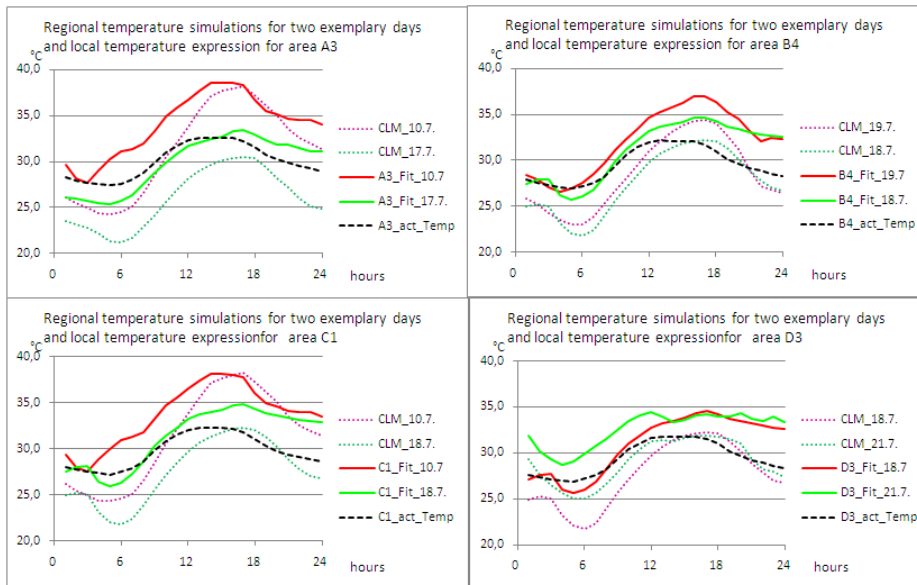 Regional temperature simulations for two exemplary days
and local temperature expression for area A3
°C
40,0
35,0
30,0
25,0
20,0
0
6
12
18
24
hours
CLM_10.7.
CLM_17.7.
A3_Fit_10.7
A3_Fit_17.7.
A3_act_Temp
Regional temperature simulations for two exemplary days
and local temperature expression for area B4
°C
40,0
35,0
30,0
25,0
20,0
0
6
12
18
24
hours
CLM_19.7.
CLM_18.7.
B4_Fit_19.7
B4_Fit_18.7.
B4_act_Temp
Regional temperature simulations for two exemplary days
and local temperature expressionfor area C1
°C
40,0
35,0
30,0
25,0
20,0
0
6
12
18
24
hours
CLM_10.7.
CLM_18.7.
C1_Fit_10.7
C1_Fit_18.7.
C1_act_Temp
Regional temperature simulations for two exemplary days
and local temperature expressionfor area D3
°C
40,0
35,0
30,0
25,0
20,0
0
6
12
18
24
hours
CLM_18.7.
CLM_21.7.
D3_Fit_18.7
D3_Fit_21.7.
D3_act_Temp